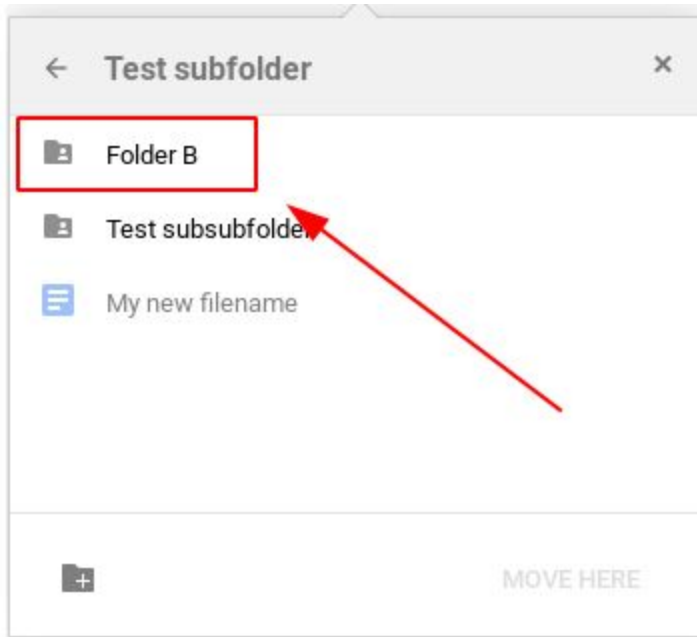 Test subfolder
Folder B
Test subsubfolder
My new filename
MOVE HERE